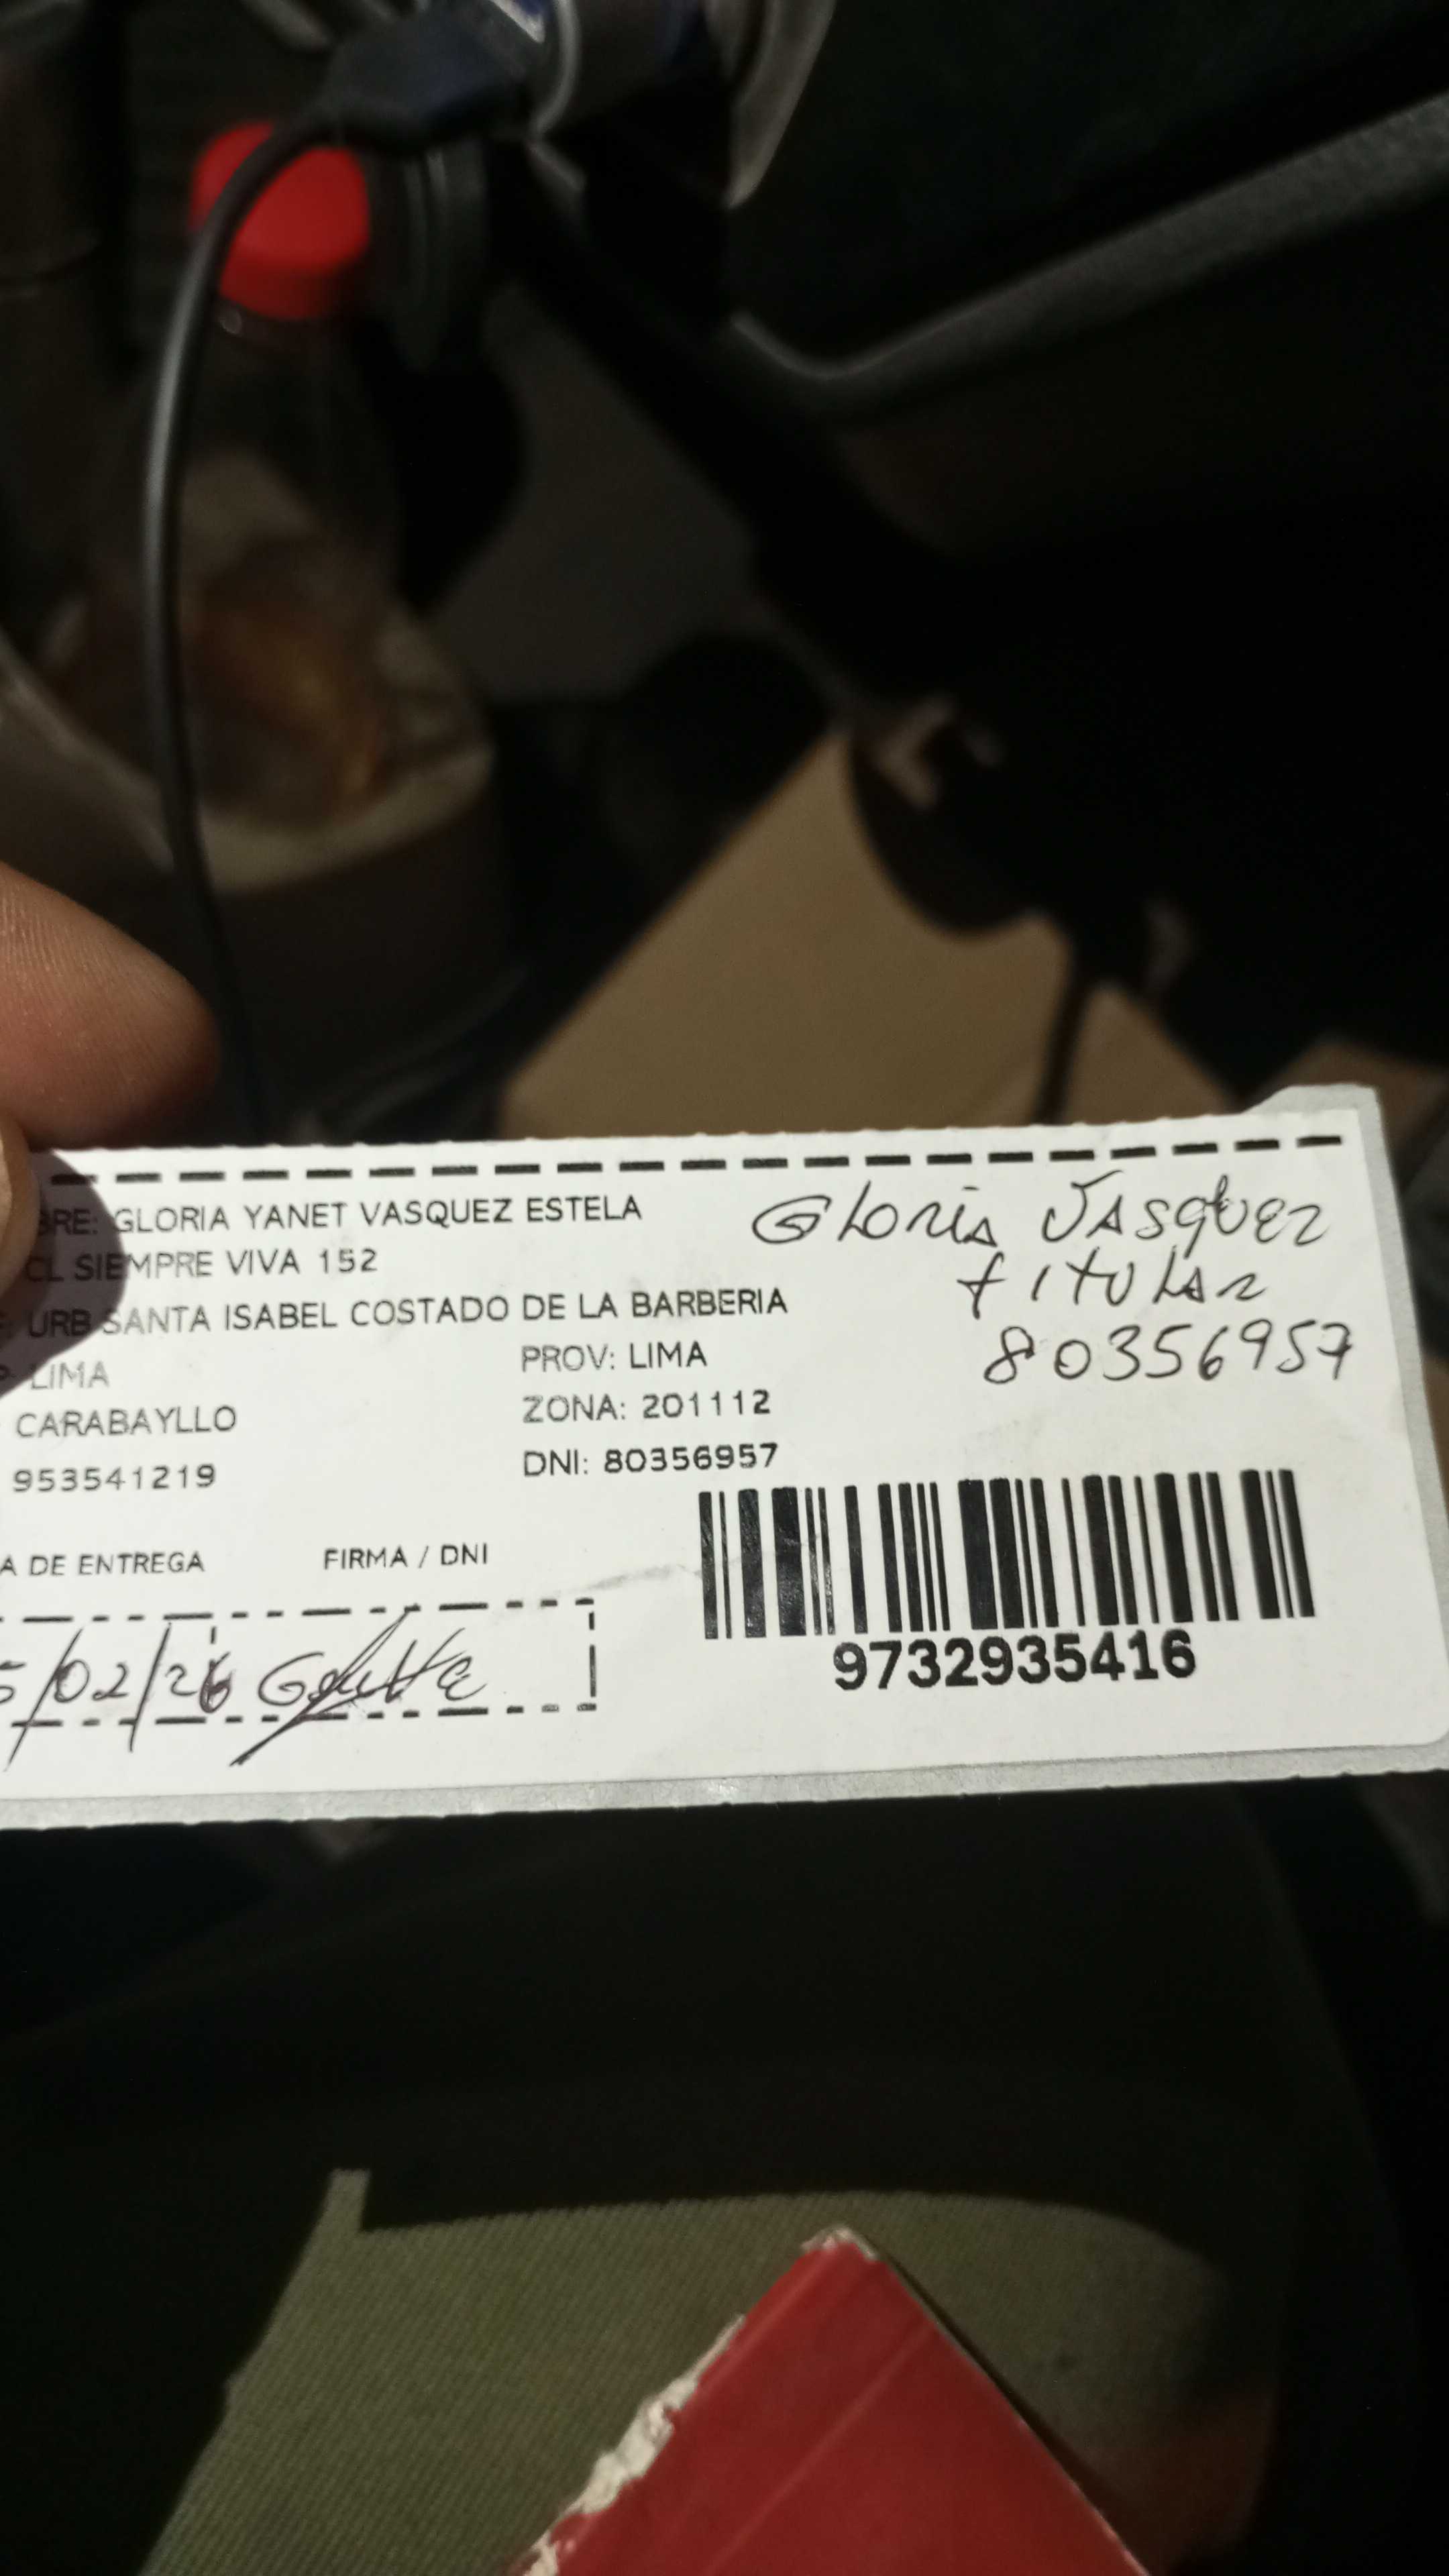 BRE: GLORIA YANET VASQUEZ ESTELA
CL SIEMPRE VIVA 152
: URB SANTA ISABEL COSTADO DE LA BARBERIA
LIMA
PROV: LIMA
CARABAYLLO
ZONA: 201112
953541219
DNI: 80356957
Gloria Vasquez
titular
80356957
A DE ENTREGA
FIRMA / DNI
5/02/26
9732935416